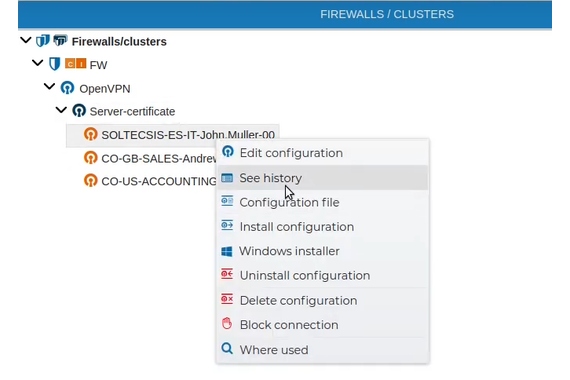 FIREWALLS / CLUSTERS
Firewalls/clusters
C I FW
OpenVPN
Server-certificate
SOLTECSIS-ES-IT-John.Muller-00
CO-GB-SALES-Andrew
CO-US-ACCOUNTING
Edit configuration
See history
Configuration file
Install configuration
Windows installer
Uninstall configuration
Delete configuration
Block connection
Where used